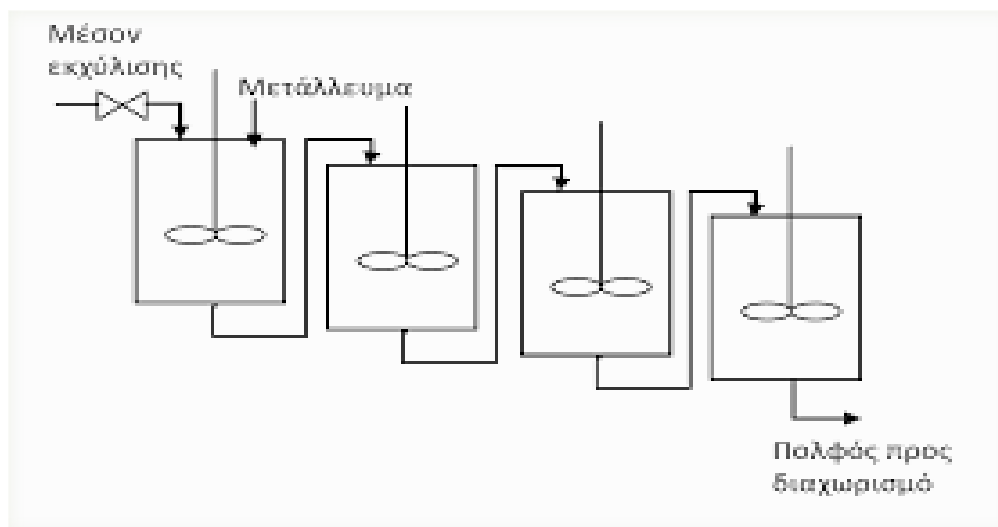 Μέσον
εκχύλισης
Μετάλλευμα
Πολφός προς
διαχωρισμό